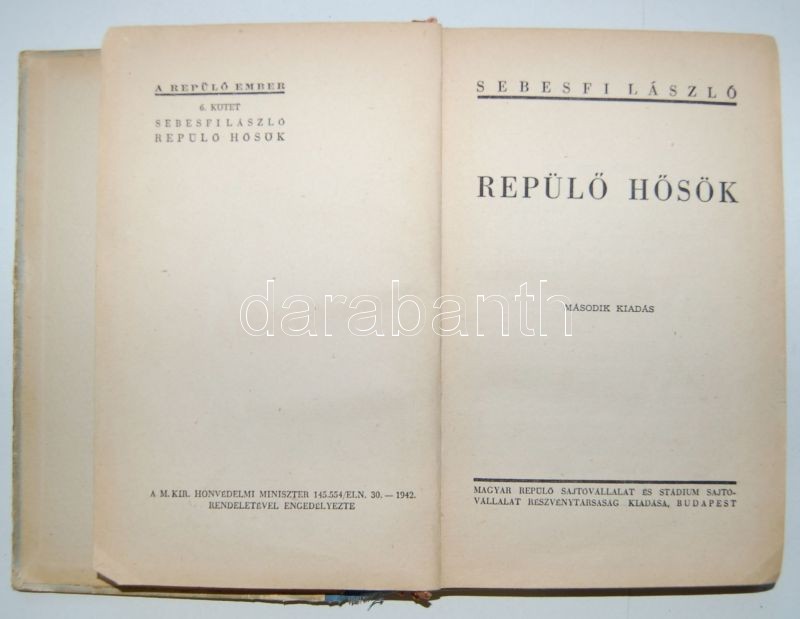 A REPÜLŐ EMBER
6. KÖTET
SEBESFI LÁSZLÓ
REPÜLŐ HŐSÖK
A M. KIR. HONVÉDELMI MINISZTER 145.554/ELN. 30. — 1942.
RENDELETÉVEL ENGEDÉLYEZTE
SEBESFI LÁSZLÓ
REPÜLŐ HŐSÖK
MÁSODIK KIADÁS
MAGYAR REPÜLŐ SAJTÓVÁLLALAT ÉS STÁDIUM SAJTÓ-
VÁLLALAT RÉSZVÉNYTÁRSASÁG KIADÁSA, BUDAPEST
darabanth